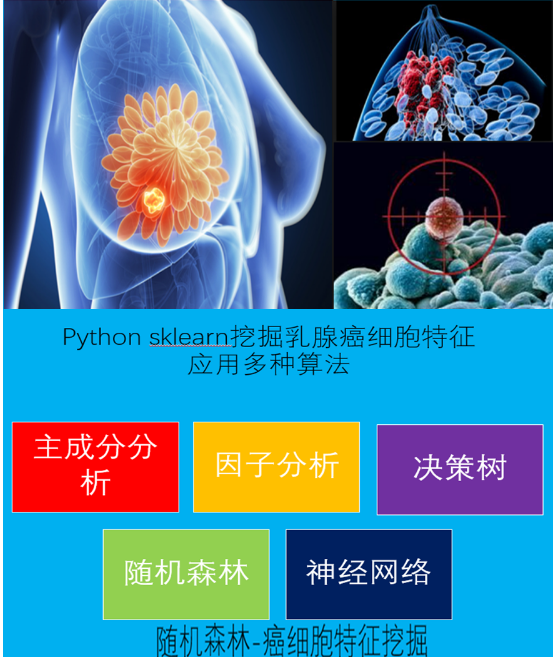 Python sklearn挖掘乳腺癌细胞特征
应用多种算法
主成分分
析
因子分析
决策树
随机森林
神经网络
随机森林-癌细胞特征挖掘